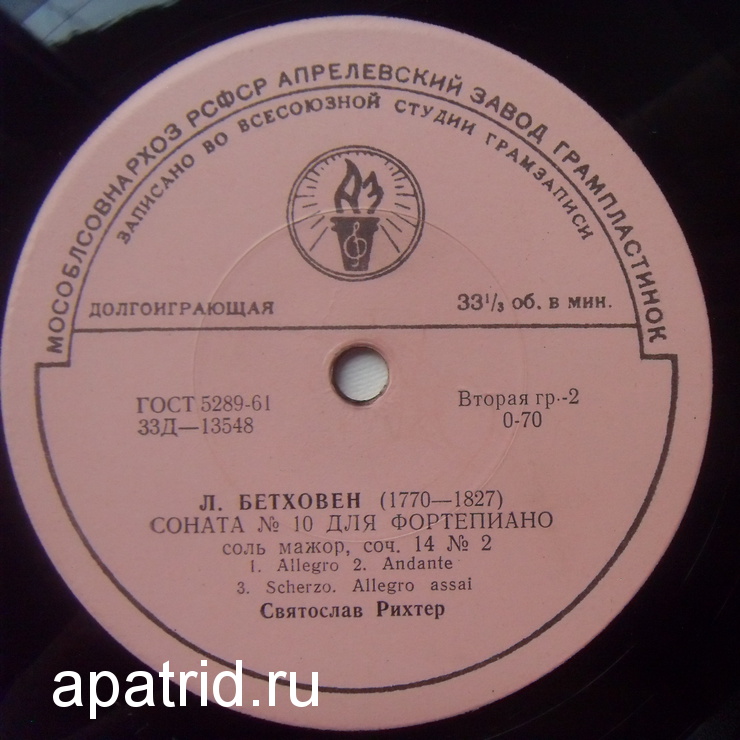 МОСОБЛСОВНАРХОЗ РСФСР АПРЕЛЕВСКИЙ ЗАВОД ГРАМПЛАСТИНОК
ЗАПИСАНО ВО ВСЕСОЮЗНОЙ СТУДИИ ГРАМЗАПИСИ
АЗ
ДОЛГОИГРАЮЩАЯ
33⅓ об. в мин.
ГОСТ 5289-61
33Д—13548
Вторая гр.-2
0-70
Л. БЕТХОВЕН (1770—1827)
СОНАТА № 10 ДЛЯ ФОРТЕПИАНО
соль мажор, соч. 14 № 2
1. Allegro 2. Andante
3. Scherzo. Allegro assai
Святослав Рихтер
apatrid.ru